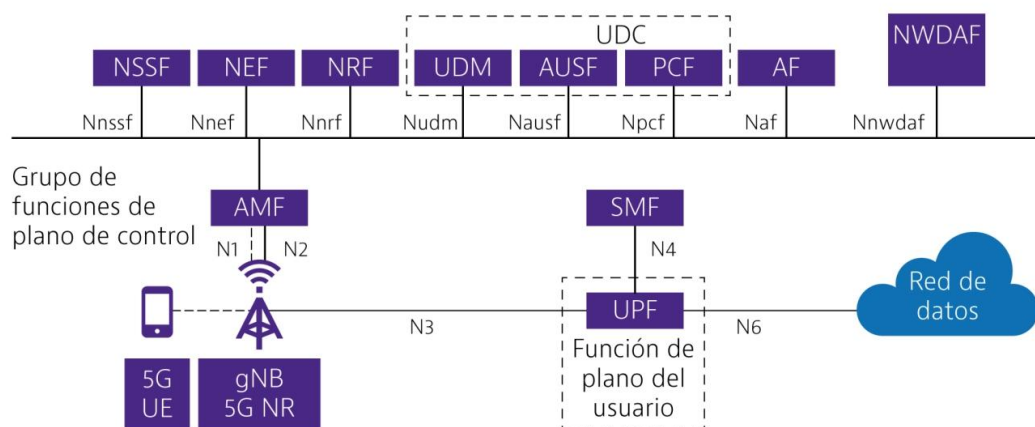 UDC
NWDAF
NSSF
NEF
NRF
UDM
AUSF
PCF
AF
Nnssf
Nnef
Nnrf
Nudm
Nausf
Npcf
Naf
Nnwdaf
Grupo de
funciones de
plano de control
AMF
SMF
N1
N2
N4
Red de
datos
UPF
N3
N6
Función de
plano del
usuario
5G
UE
gNB
5G NR